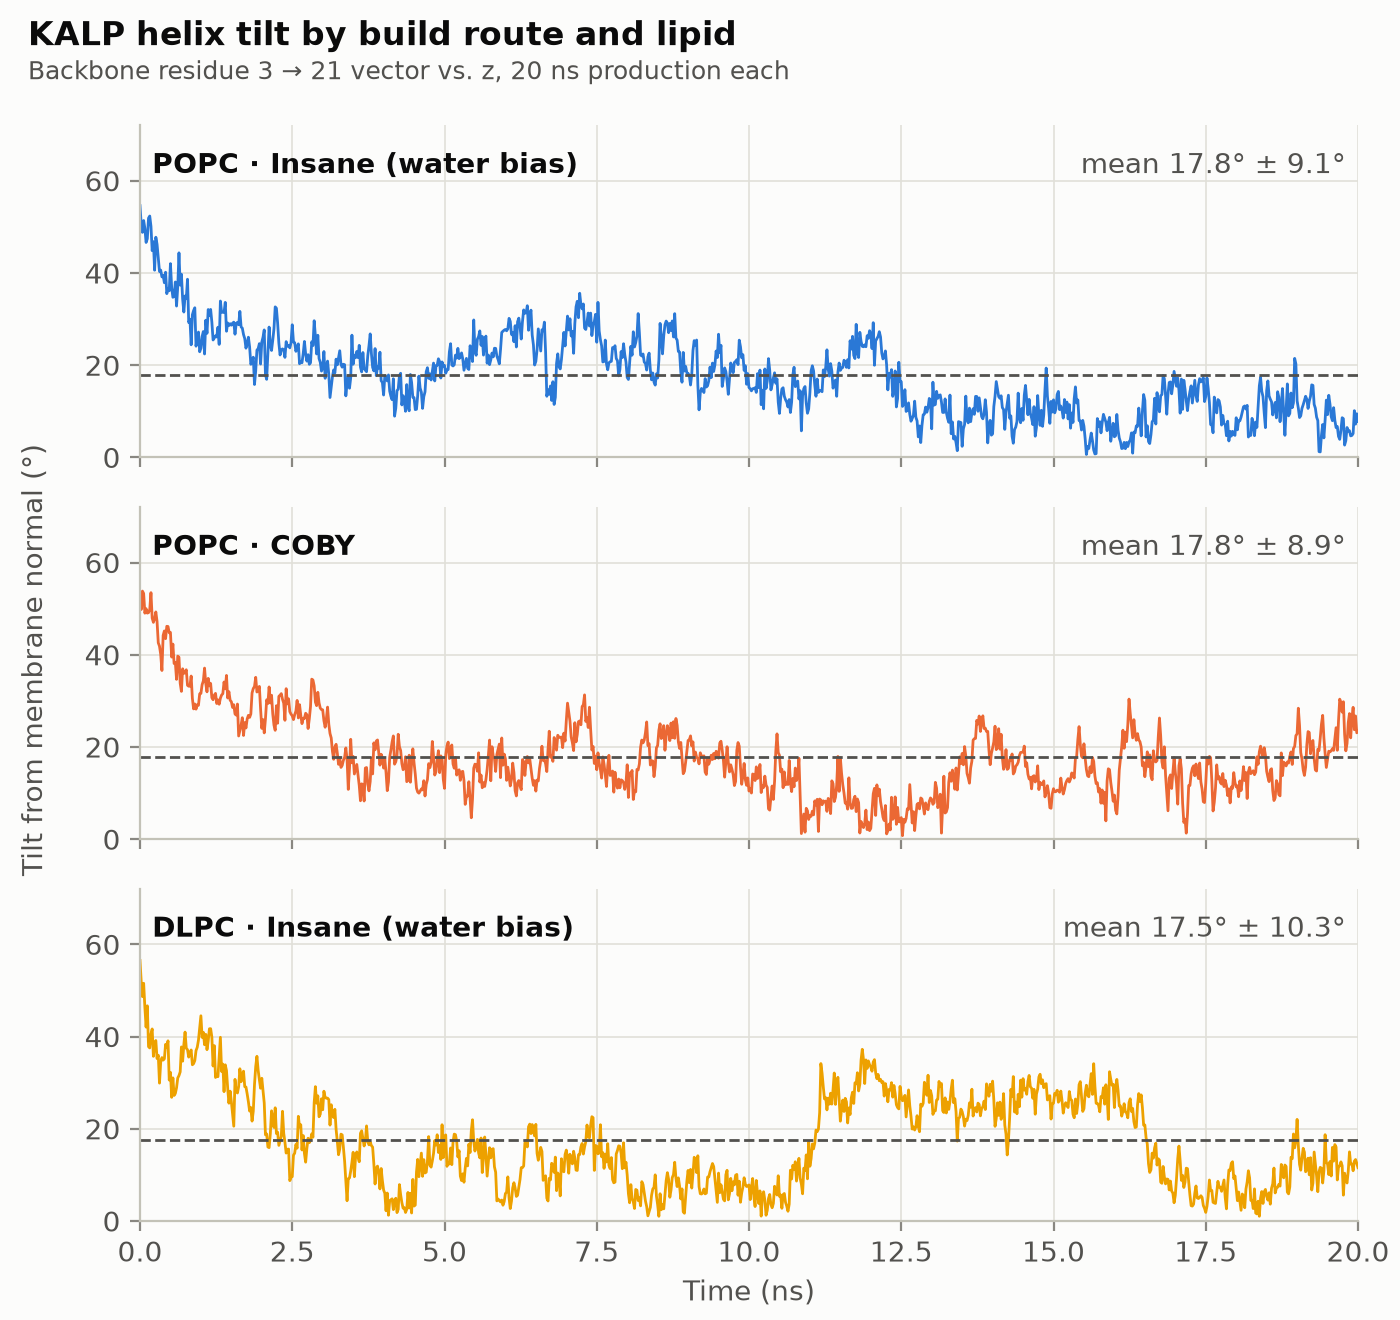 KALP helix tilt by build route and lipid
Backbone residue 3 → 21 vector vs. z, 20 ns production each
Tilt from membrane normal (°)
POPC · Insane (water bias)
mean 17.8° ± 9.1°
60
40
20
0
POPC · COBY
mean 17.8° ± 8.9°
60
40
20
0
DLPC · Insane (water bias)
mean 17.5° ± 10.3°
60
40
20
0
0.0 2.5 5.0 7.5 10.0 12.5 15.0 17.5 20.0
Time (ns)